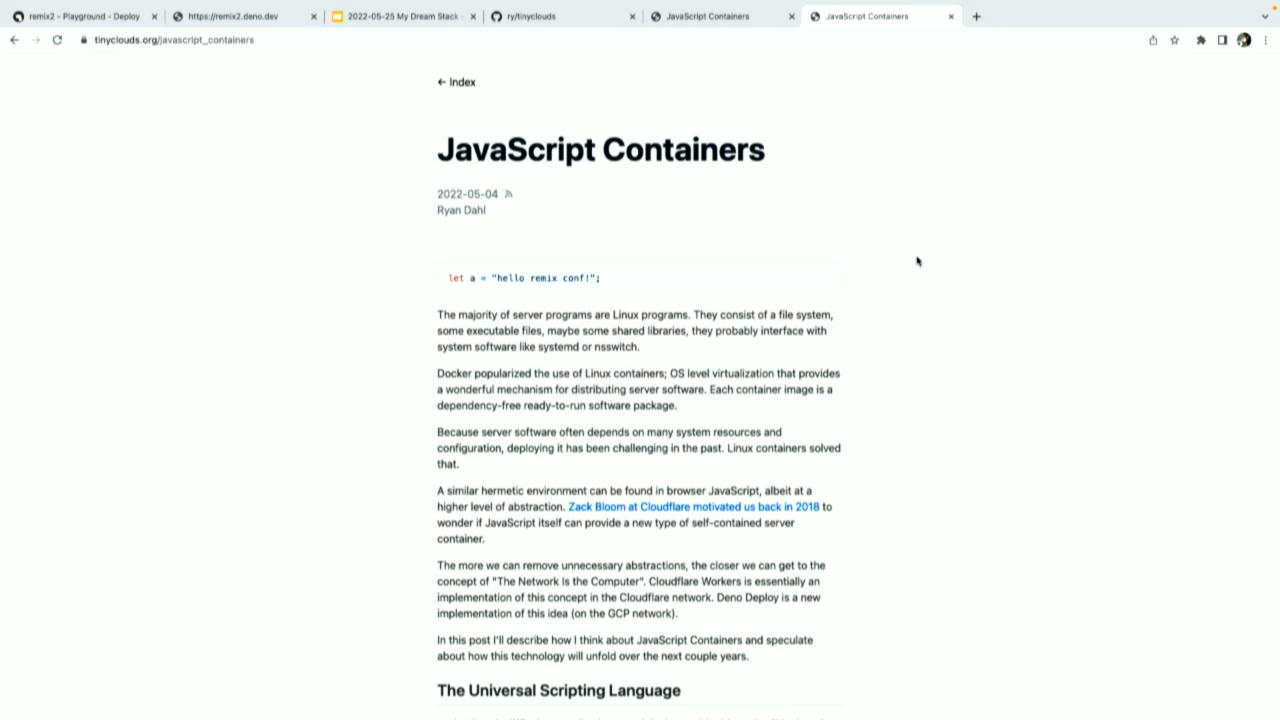 remix2 - Playground - Deploy
https://remix2.deno.dev
2022-05-25 My Dream Stack
ry/tinyclouds
JavaScript Containers
JavaScript Containers
tinyclouds.org/javascript_containers
← Index
JavaScript Containers
2022-05-04
Ryan Dahl
let a = "hello remix conf!";
The majority of server programs are Linux programs. They consist of a file system,
some executable files, maybe some shared libraries, they probably interface with
system software like systemd or nsswitch.
Docker popularized the use of Linux containers; OS level virtualization that provides
a wonderful mechanism for distributing server software. Each container image is a
dependency-free ready-to-run software package.
Because server software often depends on many system resources and
configuration, deploying it has been challenging in the past. Linux containers solved
that.
A similar hermetic environment can be found in browser JavaScript, albeit at a
higher level of abstraction. Zack Bloom at Cloudflare motivated us back in 2018 to
wonder if JavaScript itself can provide a new type of self-contained server
container.
The more we can remove unnecessary abstractions, the closer we can get to the
concept of "The Network Is the Computer". Cloudflare Workers is essentially an
implementation of this concept in the Cloudflare network. Deno Deploy is a new
implementation of this idea (on the GCP network).
In this post I'll describe how I think about JavaScript Containers and speculate
about how this technology will unfold over the next couple years.
The Universal Scripting Language